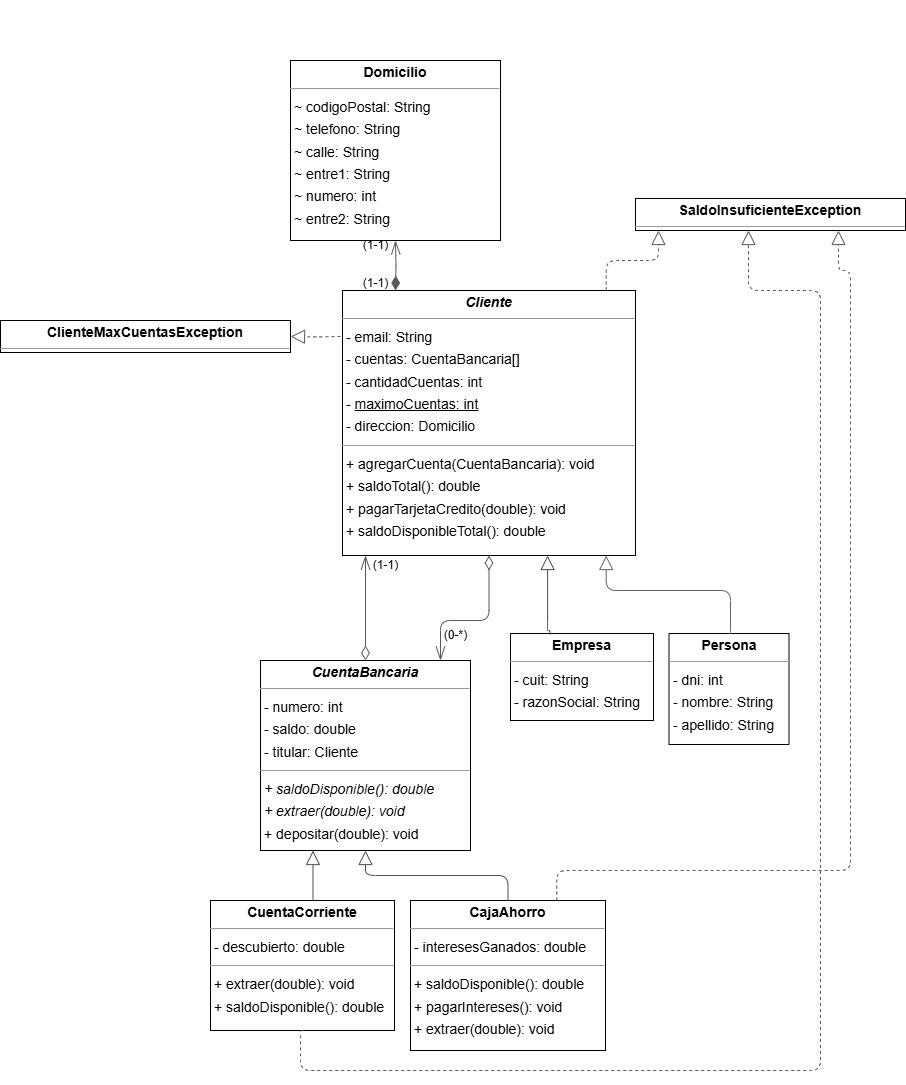 Domicilio
~ codigoPostal: String
~ telefono: String
~ calle: String
~ entre1: String
~ numero: int
~ entre2: String
SaldoInsuficienteException
(1-1)
(1-1)
Cliente
- email: String
- cuentas: CuentaBancaria[]
- cantidadCuentas: int
- maximoCuentas: int
- direccion: Domicilio
+ agregarCuenta(CuentaBancaria): void
+ saldoTotal(): double
+ pagarTarjetaCredito(double): void
+ saldoDisponibleTotal(): double
ClienteMaxCuentasException
(1-1)
(0-*)
Empresa
- cuit: String
- razonSocial: String
Persona
- dni: int
- nombre: String
- apellido: String
CuentaBancaria
- numero: int
- saldo: double
- titular: Cliente
+ saldoDisponible(): double
+ extraer(double): void
+ depositar(double): void
CuentaCorriente
- descubierto: double
+ extraer(double): void
+ saldoDisponible(): double
CajaAhorro
- interesesGanados: double
+ saldoDisponible(): double
+ pagarIntereses(): void
+ extraer(double): void